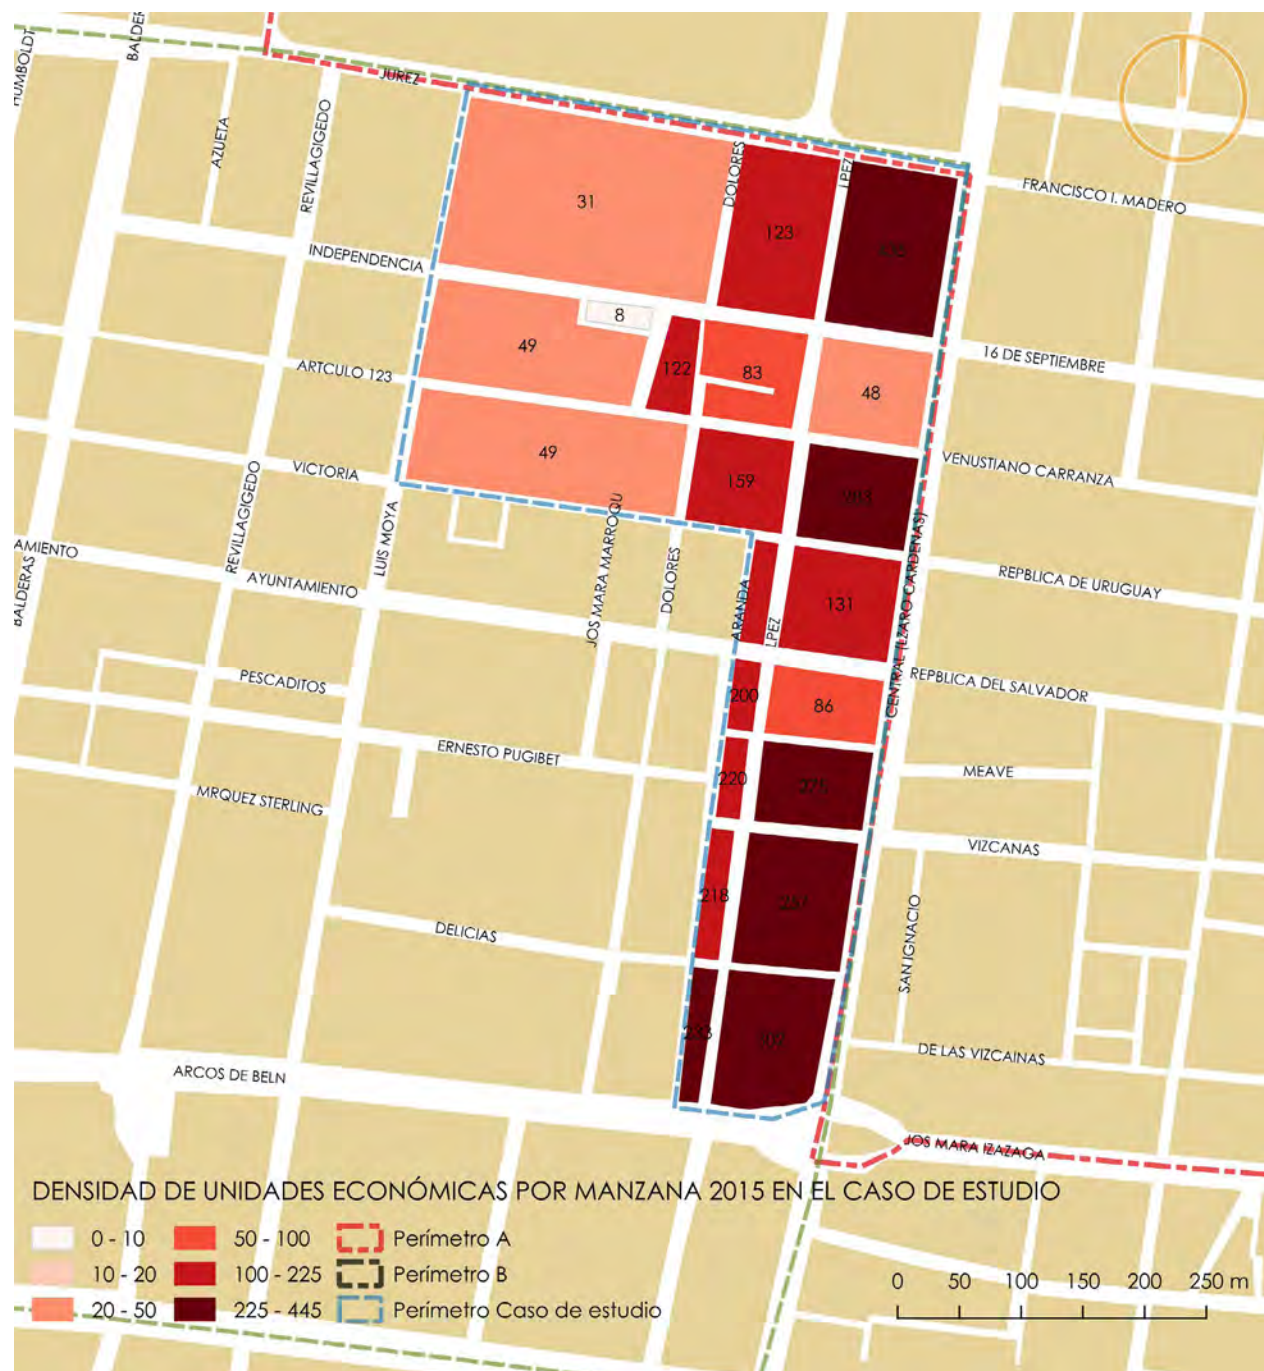 HUMBOLDT
BALDER
JUREZ
AZUETA
REVILLAGIGEDO
DOLORES
LPEZ
FRANCISCO I. MADERO
31
123
INDEPENDENCIA
8
49
122
83
48
16 DE SEPTIEMBRE
ARTCULO 123
VICTORIA
49
159
VENUSTIANO CARRANZA
REVILLAGIGEDO
LUIS MOYA
JOS MARA MARROQU
DOLORES
ARANDA
LPEZ
131
CENTRAL (LZARO CARDENAS)
REPBLICA DE URUGUAY
AMIENTO
BALDERAS
AYUNTAMIENTO
PESCADITOS
200
86
REPBLICA DEL SALVADOR
ERNESTO PUGIBET
220
MEAVE
MRQUEZ STERLING
VIZCANAS
218
DELICIAS
SAN IGNACIO
233
DE LAS VIZCAINAS
ARCOS DE BELN
JOS MARA IZAZAGA
DENSIDAD DE UNIDADES ECONÓMICAS POR MANZANA 2015 EN EL CASO DE ESTUDIO
0 - 10 50 - 100 Perímetro A
10 - 20 100 - 225 Perímetro B
20 - 50 225 - 445 Perímetro Caso de estudio
0 50 100 150 200 250 m